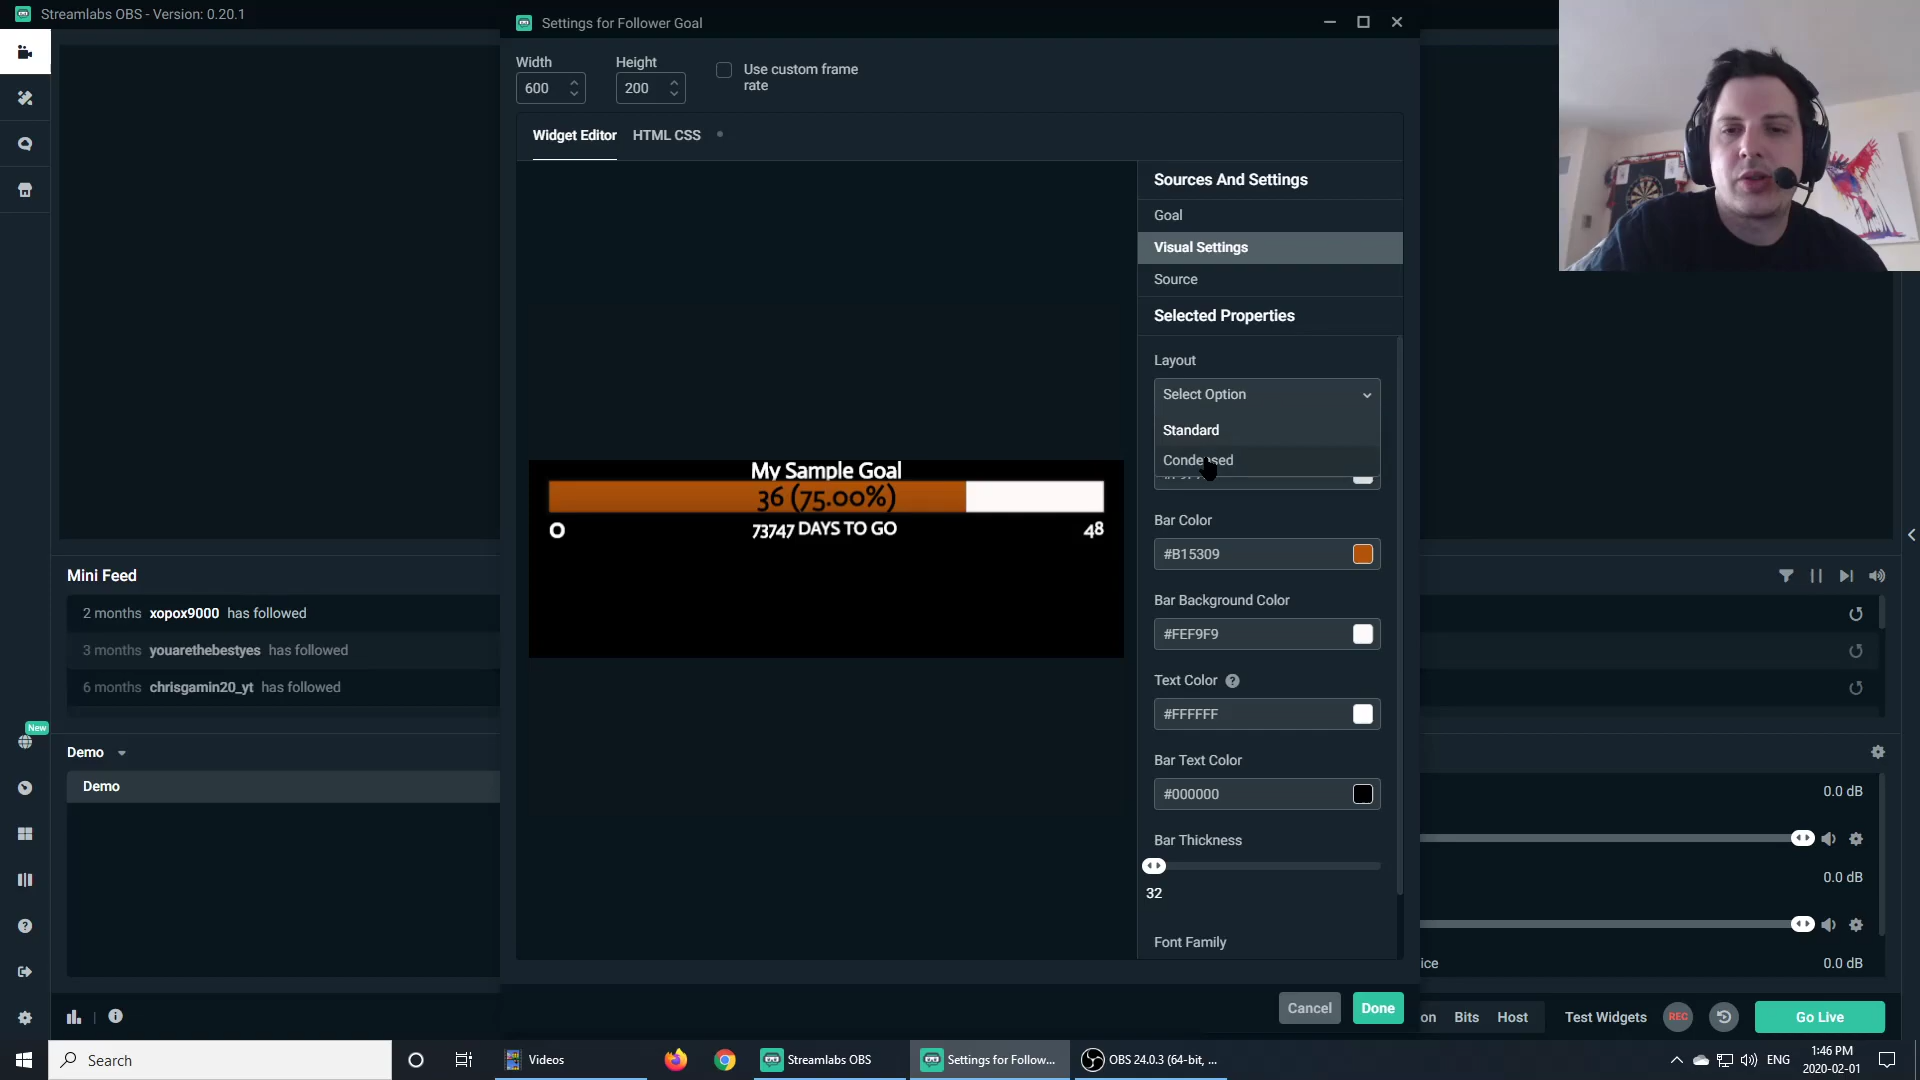 Streamlabs OBS - Version: 0.20.1
Settings for Follower Goal
Width
Height
600
200
Use custom frame
rate
Widget Editor
HTML CSS
Sources And Settings
Goal
Visual Settings
Source
Selected Properties
Layout
Select Option
Standard
Condensed
Bar Color
#B15309
Bar Background Color
#FEF9F9
Text Color
?
#FFFFFF
Bar Text Color
#000000
Bar Thickness
32
Font Family
My Sample Goal
36 (75.00%)
0
73747 DAYS TO GO
48
Mini Feed
2 months xopox9000 has followed
3 months youarethebestyes has followed
6 months chrisgamin20_yt has followed
New
Demo
Demo
0.0 dB
0.0 dB
ice
0.0 dB
Cancel
Done
on
Bits
Host
Test Widgets
REC
Go Live
Search
Videos
Streamlabs OBS
Settings for Follow...
OBS 24.0.3 (64-bit, ...
ENG
1:46 PM
2020-02-01